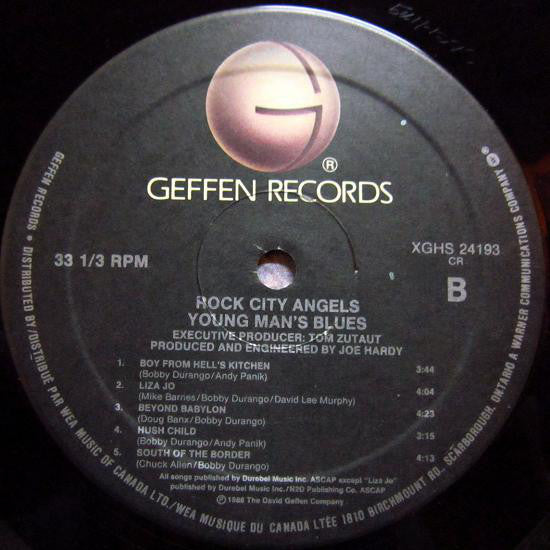 ®
GEFFEN RECORDS
33 1/3 RPM
XGHS 24193
CR
B
ROCK CITY ANGELS
YOUNG MAN'S BLUES
EXECUTIVE PRODUCER: TOM ZUTAUT
PRODUCED AND ENGINEERED BY JOE HARDY
1. BOY FROM HELL'S KITCHEN 3:44
(Bobby Durango/Andy Panik)
2. LIZA JO 4:04
(Mike Barnes/Bobby Durango/David Lee Murphy)
3. BEYOND BABYLON 4:23
(Doug Banx/Bobby Durango)
4. HUSH CHILD 3:15
(Bobby Durango/Andy Panik)
5. SOUTH OF THE BORDER 4:13
(Chuck Allen/Bobby Durango)
All songs published by Durebel Music Inc. ASCAP except "Liza Jo"
published by Durebel Music Inc./N2D Publishing Co. ASCAP
℗©1988 The David Geffen Company
GEFFEN RECORDS • DISTRIBUTED BY/DISTRIBUÉ PAR WEA MUSIC OF CANADA LTD./WEA MUSIQUE DU CANADA LTÉE 1810 BIRCHMOUNT RD. SCARBOROUGH, ONTARIO A WARNER COMMUNICATIONS COMPANY